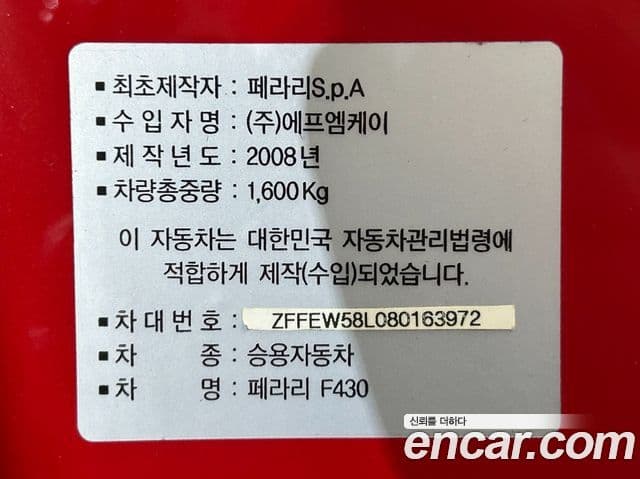 ▪ 최초제작자 : 페라리S.p.A
▪ 수 입 자 명 : (주)에프엠케이
▪ 제 작 년 도 : 2008년
▪ 차량총중량 : 1,600Kg
이 자동차는 대한민국 자동차관리법령에
적합하게 제작(수입)되었습니다.
▪ 차 대 번 호 : ZFFEW58L080163972
▪ 차 종 : 승용자동차
▪ 차 명 : 페라리 F430
신뢰를 더하다
encar.com